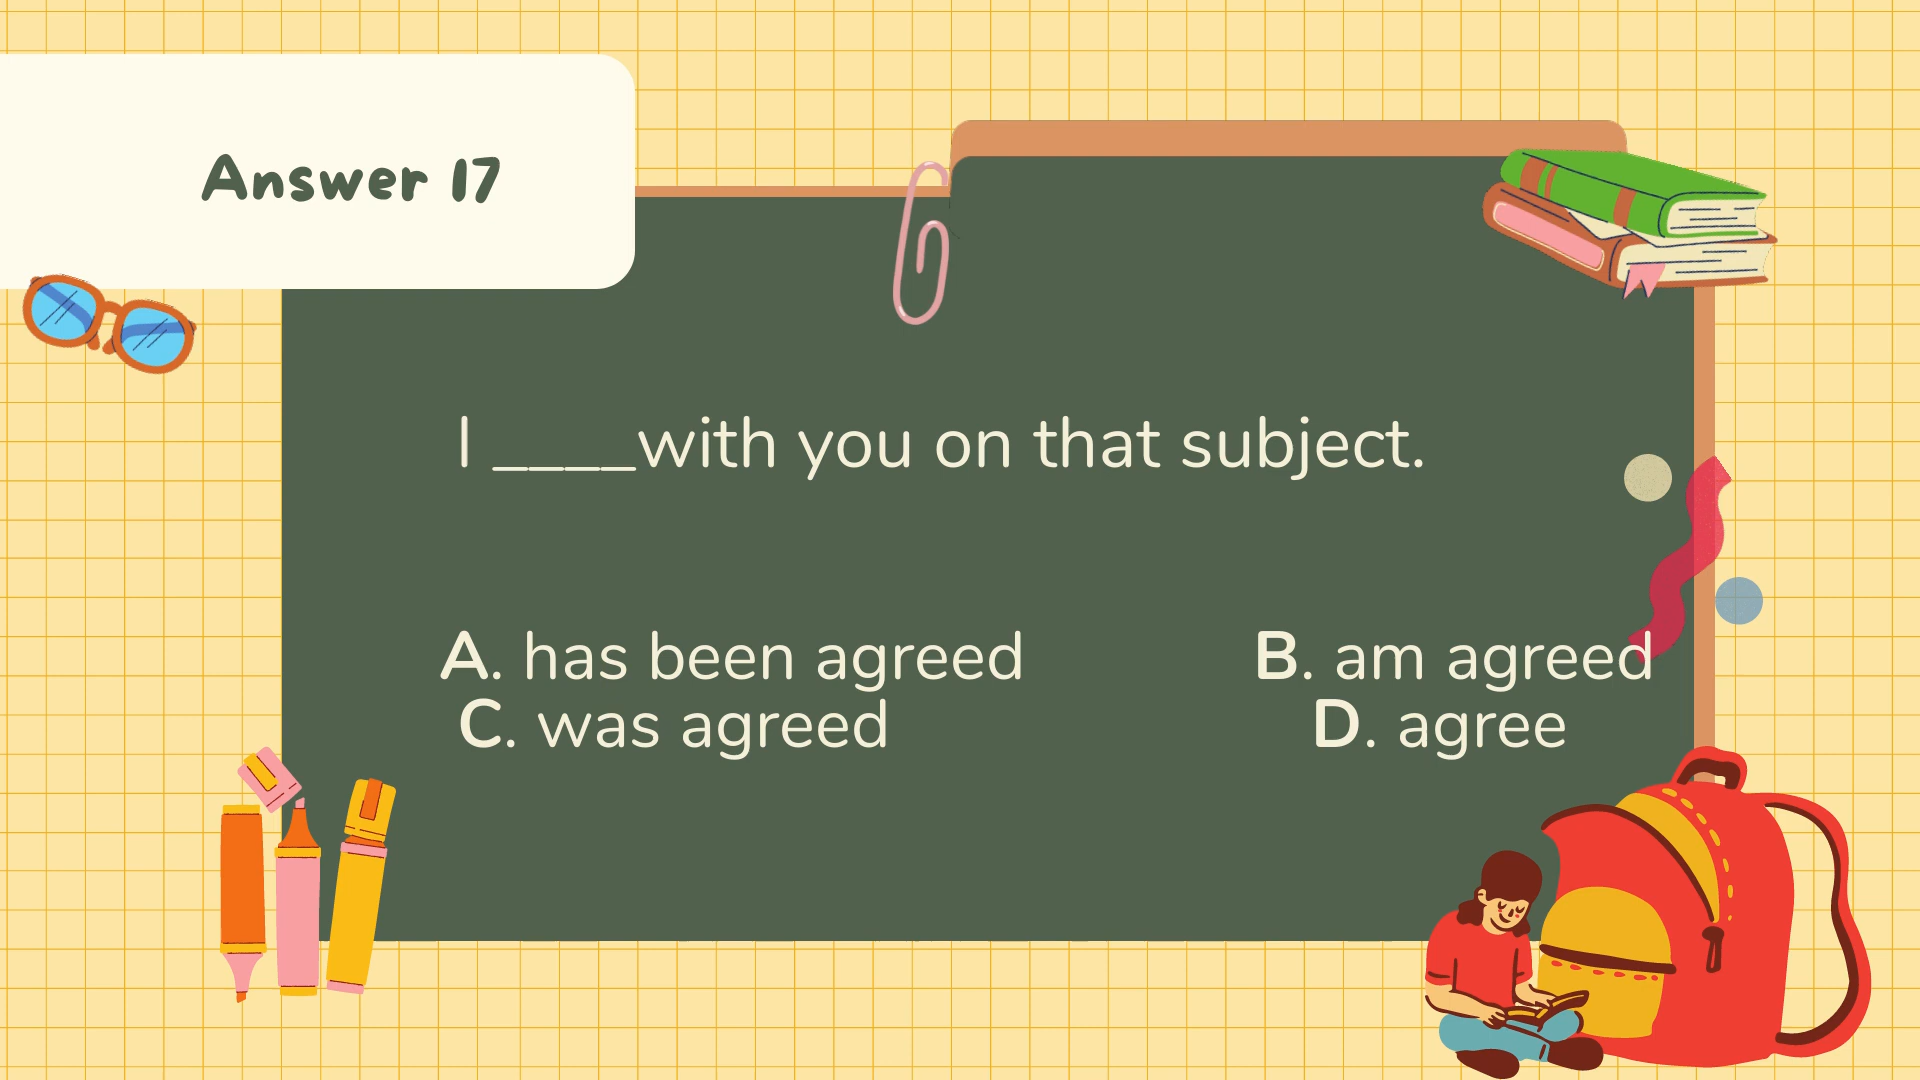 Answer 17
I ____with you on that subject.
A. has been agreed B. am agreed
C. was agreed D. agree